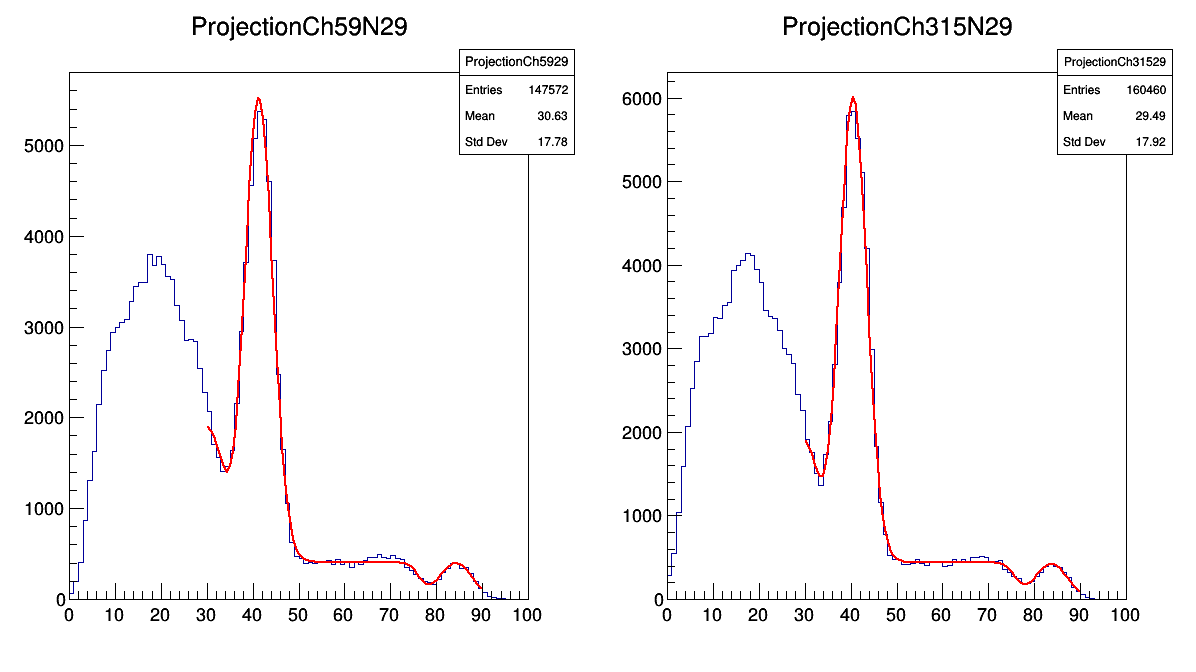 ProjectionCh59N29
ProjectionCh5929
Entries 147572
Mean 30.63
Std Dev 17.78
5000
4000
3000
2000
1000
0
0 10 20 30 40 50 60 70 80 90 100
ProjectionCh315N29
ProjectionCh31529
Entries 160460
Mean 29.49
Std Dev 17.92
6000
5000
4000
3000
2000
1000
0
0 10 20 30 40 50 60 70 80 90 100